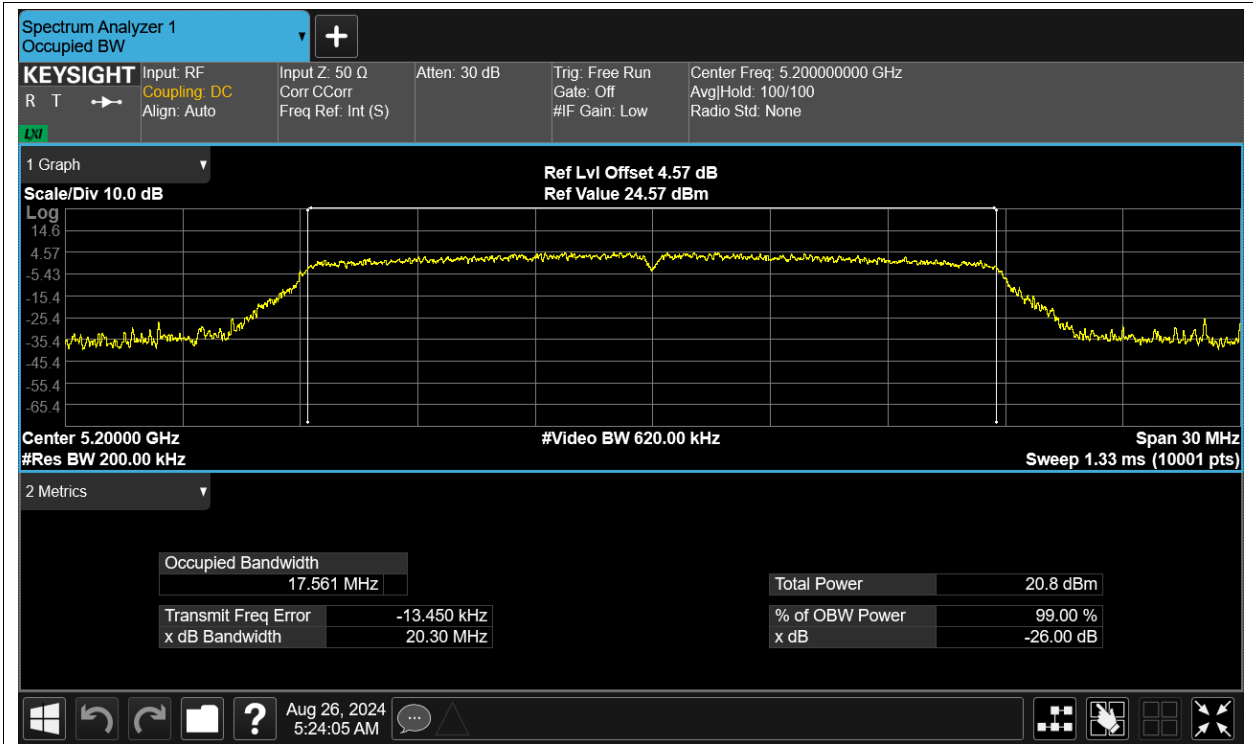 Spectrum Analyzer 1
Occupied BW
KEYSIGHT
R T
LXI
Input: RF
Coupling: DC
Align: Auto
Input Z: 50 Ω
Corr CCorr
Freq Ref: Int (S)
Atten: 30 dB
Trig: Free Run
Gate: Off
#IF Gain: Low
Center Freq: 5.200000000 GHz
Avg|Hold: 100/100
Radio Std: None
1 Graph
Scale/Div 10.0 dB
Ref Lvl Offset 4.57 dB
Ref Value 24.57 dBm
Log
14.6
4.57
-5.43
-15.4
-25.4
-35.4
-45.4
-55.4
-65.4
Center 5.20000 GHz
#Res BW 200.00 kHz
#Video BW 620.00 kHz
Span 30 MHz
Sweep 1.33 ms (10001 pts)
2 Metrics
Occupied Bandwidth
17.561 MHz
Transmit Freq Error -13.450 kHz
x dB Bandwidth 20.30 MHz
Total Power 20.8 dBm
% of OBW Power 99.00 %
x dB -26.00 dB
?
Aug 26, 2024
5:24:05 AM